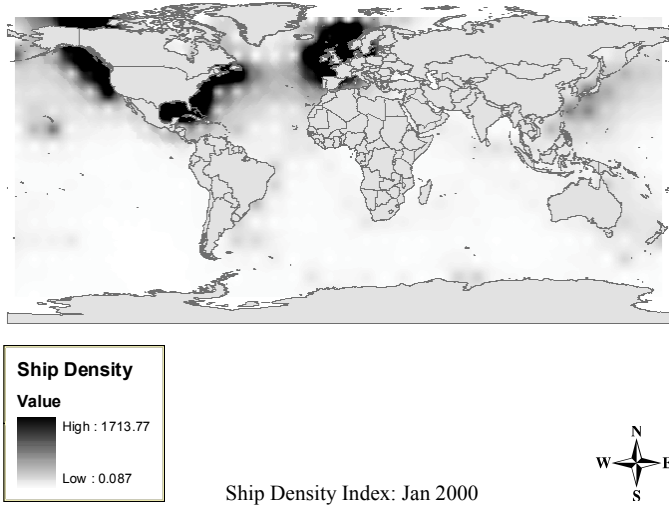 Ship Density
Value
High : 1713.77
Low : 0.087
Ship Density Index: Jan 2000
N
W E
S